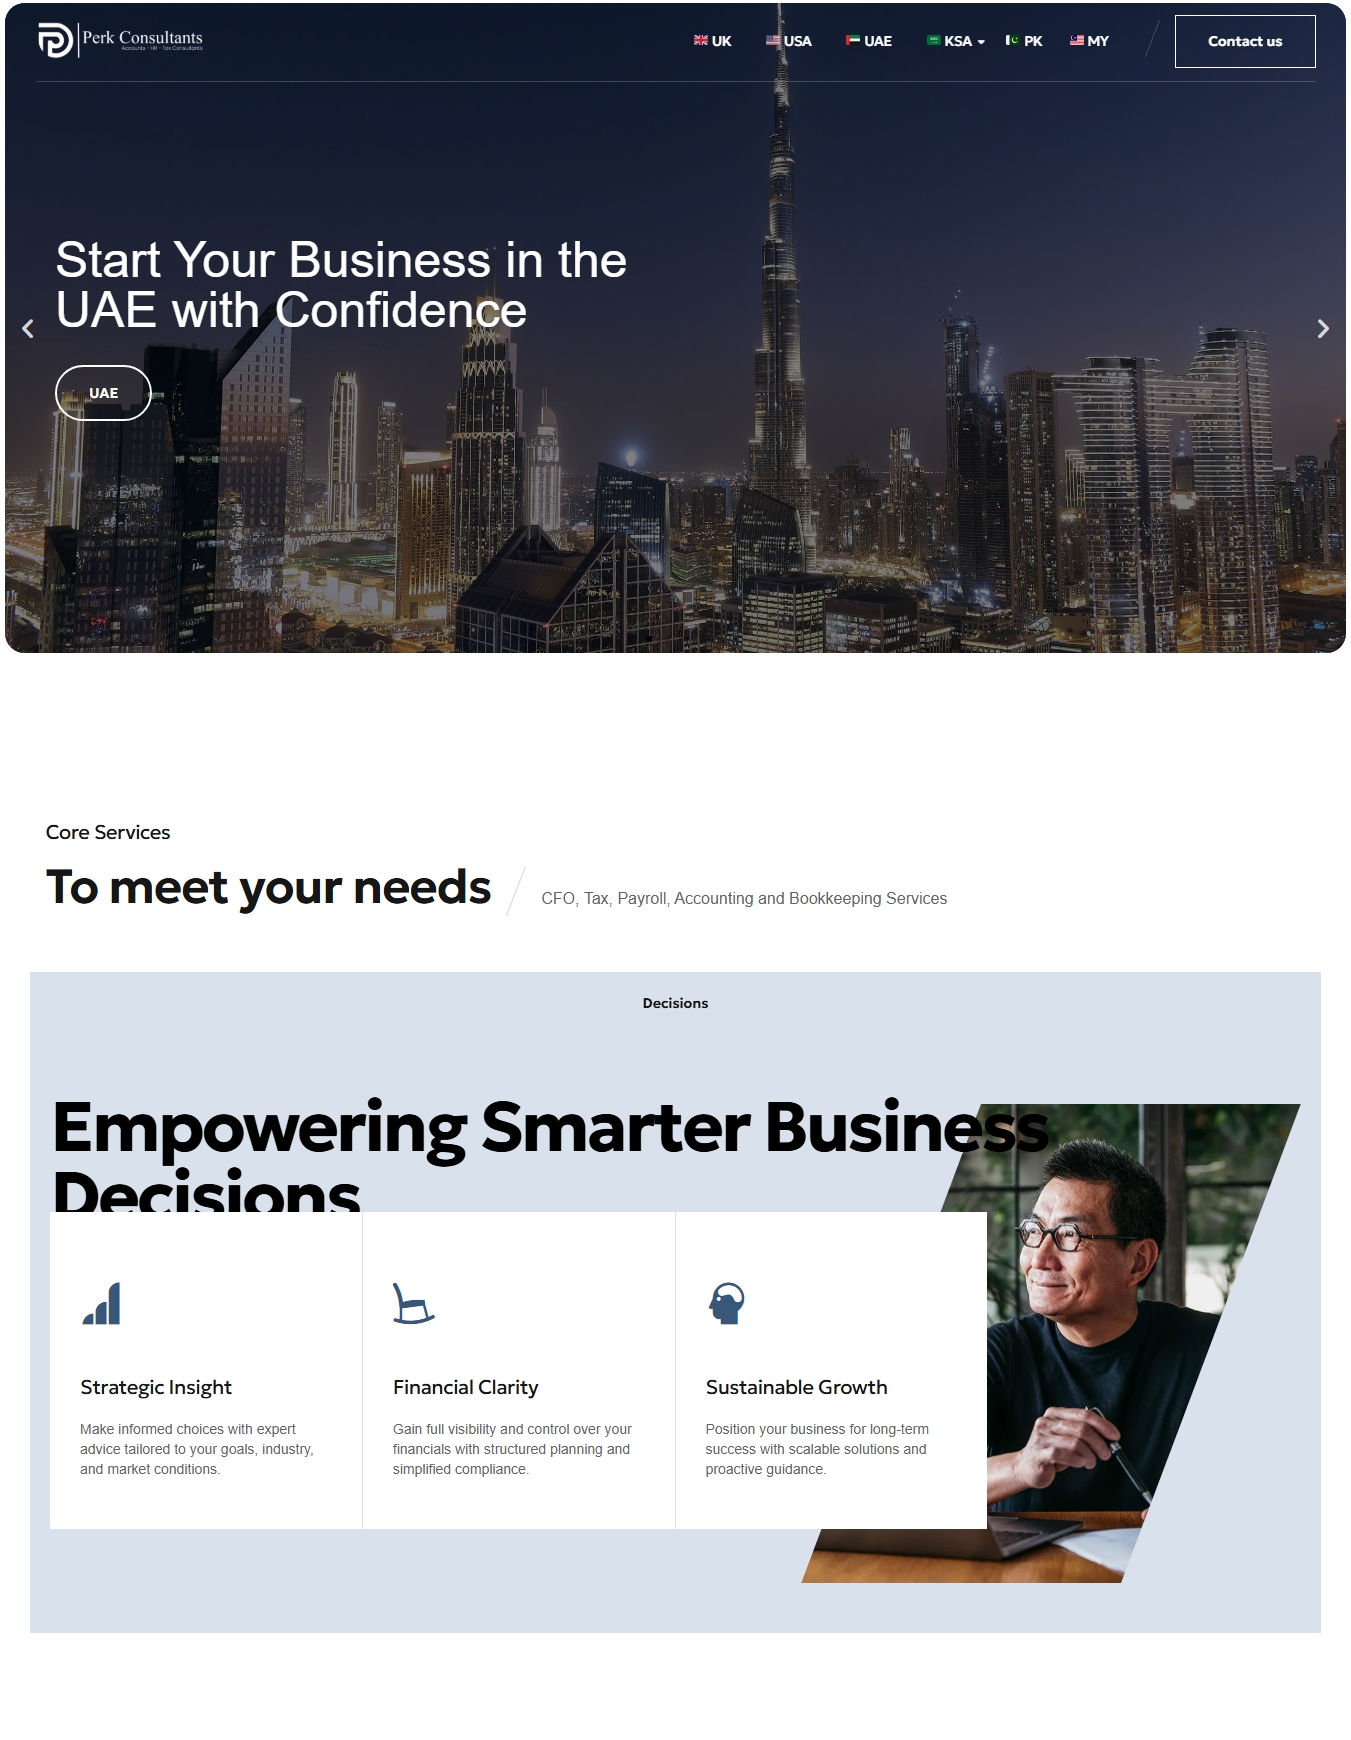 Perk Consultants
Accounts - HR - Tax Consultants
UK
USA
UAE
KSA
PK
MY
Contact us
Start Your Business in the
UAE with Confidence
UAE
Core Services
To meet your needs
CFO, Tax, Payroll, Accounting and Bookkeeping Services
Decisions
Empowering Smarter Business
Decisions
Strategic Insight
Make informed choices with expert
advice tailored to your goals, industry,
and market conditions.
Financial Clarity
Gain full visibility and control over your
financials with structured planning and
simplified compliance.
Sustainable Growth
Position your business for long-term
success with scalable solutions and
proactive guidance.